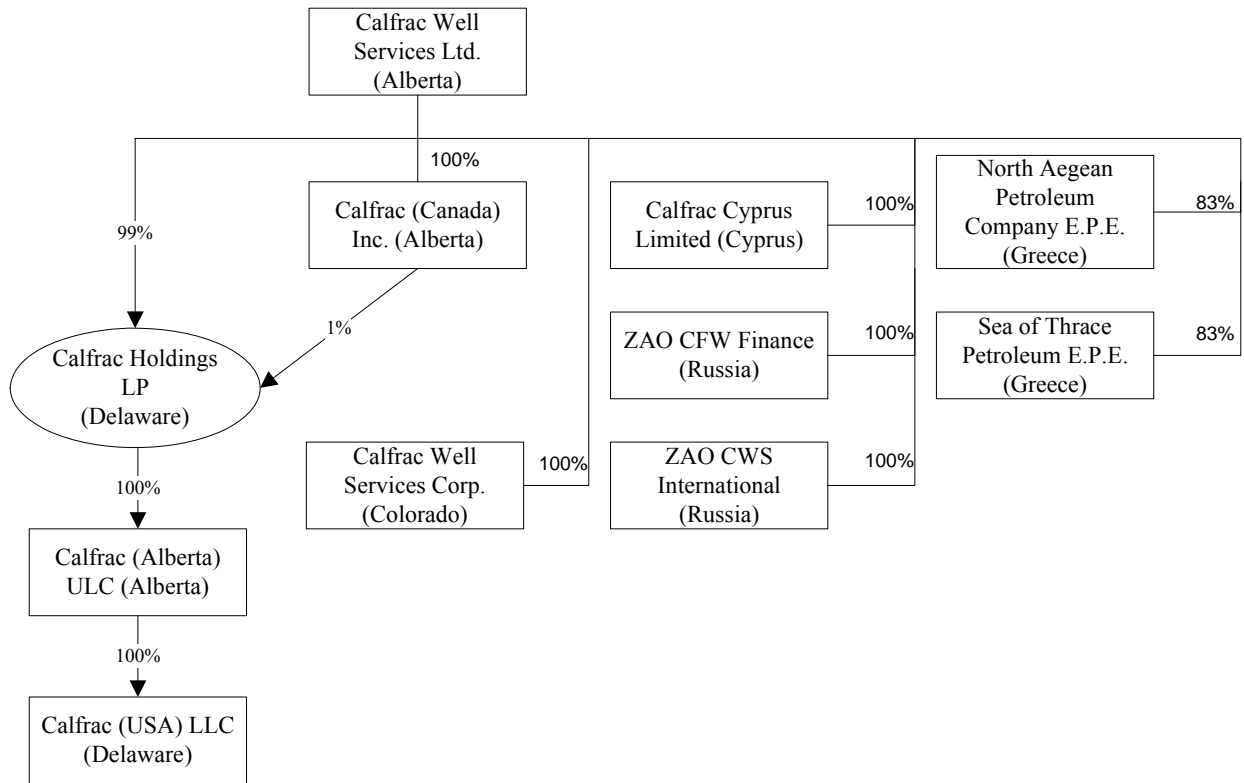 Calfrac Well
Services Ltd.
(Alberta)
100%
99%
Calfrac (Canada)
Inc. (Alberta)
Calfrac Cyprus
Limited (Cyprus)
100%
North Aegean
Petroleum
Company E.P.E.
(Greece)
83%
1%
Calfrac Holdings
LP
(Delaware)
ZAO CFW Finance
(Russia)
100%
Sea of Thrace
Petroleum E.P.E.
(Greece)
83%
Calfrac Well
Services Corp.
(Colorado)
100%
ZAO CWS
International
(Russia)
100%
100%
Calfrac (Alberta)
ULC (Alberta)
100%
Calfrac (USA) LLC
(Delaware)